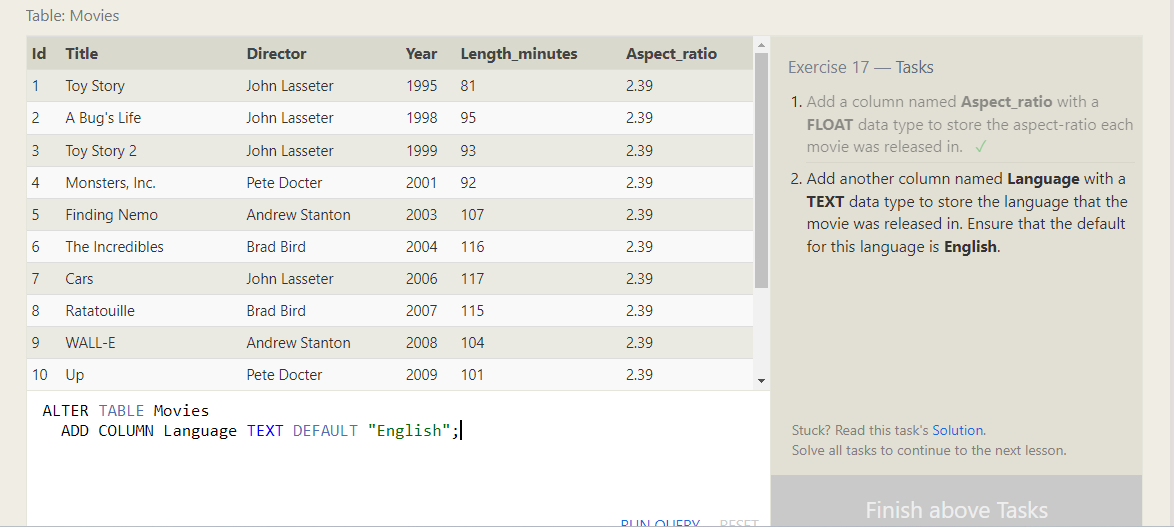 Table: Movies
Id Title Director Year Length_minutes Aspect_ratio
1 Toy Story John Lasseter 1995 81 2.39
2 A Bug's Life John Lasseter 1998 95 2.39
3 Toy Story 2 John Lasseter 1999 93 2.39
4 Monsters, Inc. Pete Docter 2001 92 2.39
5 Finding Nemo Andrew Stanton 2003 107 2.39
6 The Incredibles Brad Bird 2004 116 2.39
7 Cars John Lasseter 2006 117 2.39
8 Ratatouille Brad Bird 2007 115 2.39
9 WALL-E Andrew Stanton 2008 104 2.39
10 Up Pete Docter 2009 101 2.39
ALTER TABLE Movies
ADD COLUMN Language TEXT DEFAULT "English";
RUN QUERY RESET
Exercise 17 — Tasks
1. Add a column named Aspect_ratio with a
FLOAT data type to store the aspect-ratio each
movie was released in. ✓
2. Add another column named Language with a
TEXT data type to store the language that the
movie was released in. Ensure that the default
for this language is English.
Stuck? Read this task's Solution.
Solve all tasks to continue to the next lesson.
Finish above Tasks